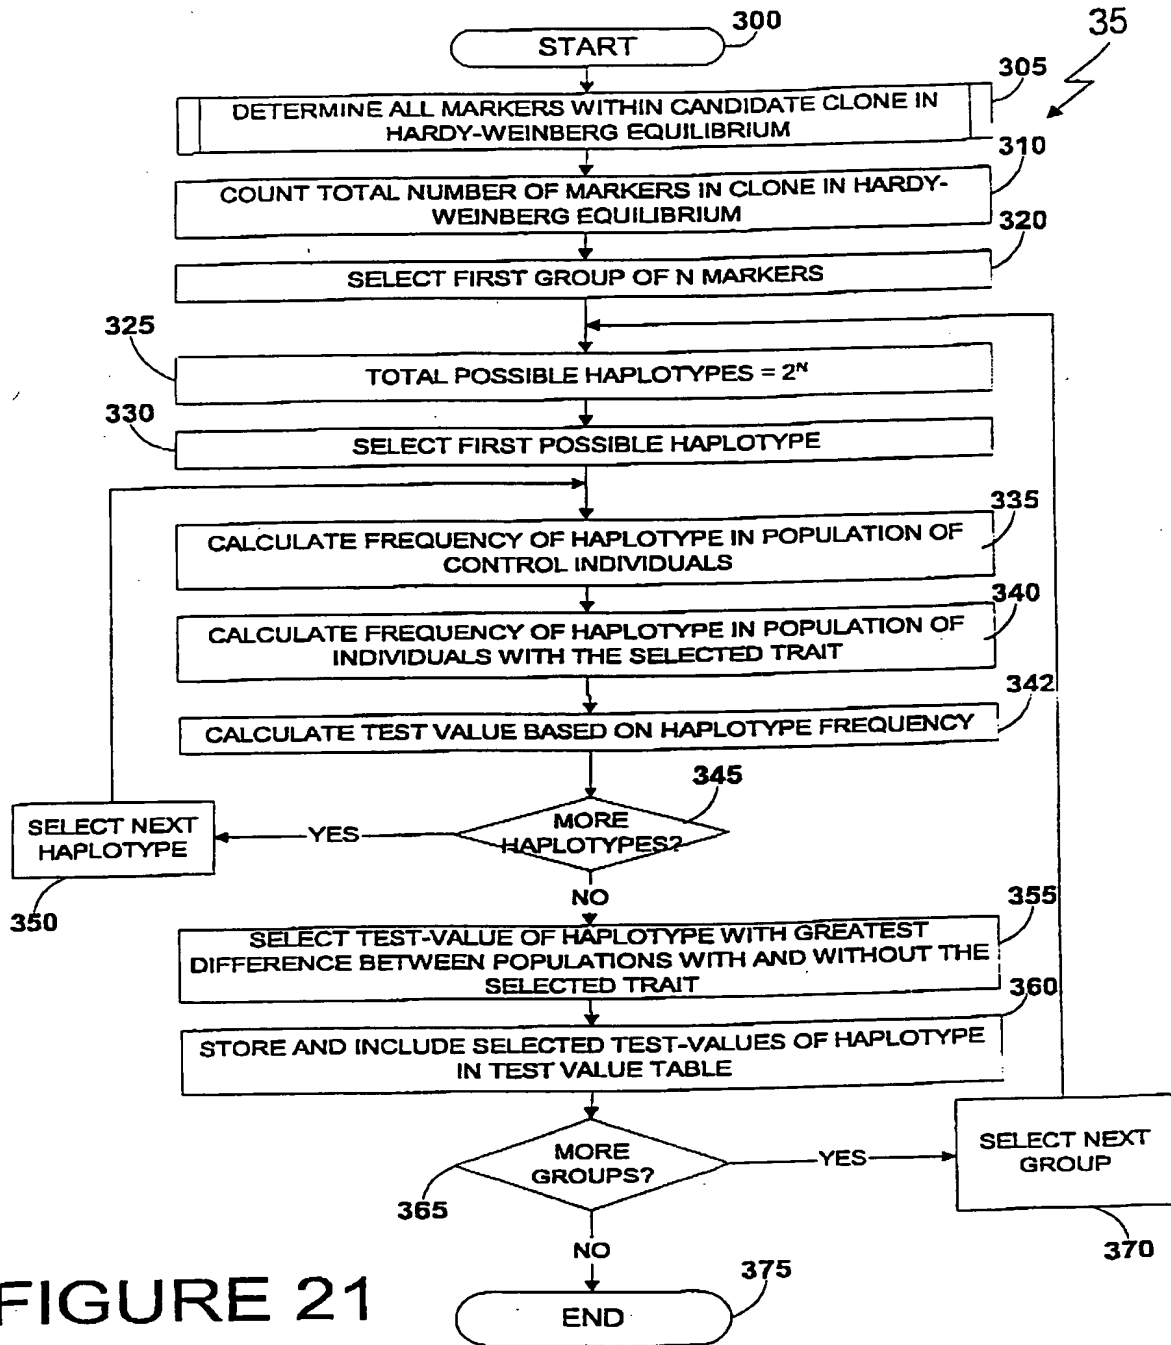 300
35
START
305
DETERMINE ALL MARKERS WITHIN CANDIDATE CLONE IN
HARDY-WEINBERG EQUILIBRIUM
310
COUNT TOTAL NUMBER OF MARKERS IN CLONE IN HARDY-
WEINBERG EQUILIBRIUM
320
SELECT FIRST GROUP OF N MARKERS
325
TOTAL POSSIBLE HAPLOTYPES = 2ᴺ
330
SELECT FIRST POSSIBLE HAPLOTYPE
335
CALCULATE FREQUENCY OF HAPLOTYPE IN POPULATION OF
CONTROL INDIVIDUALS
340
CALCULATE FREQUENCY OF HAPLOTYPE IN POPULATION OF
INDIVIDUALS WITH THE SELECTED TRAIT
342
CALCULATE TEST VALUE BASED ON HAPLOTYPE FREQUENCY
345
MORE
HAPLOTYPES?
YES
SELECT NEXT
HAPLOTYPE
350
NO
355
SELECT TEST-VALUE OF HAPLOTYPE WITH GREATEST
DIFFERENCE BETWEEN POPULATIONS WITH AND WITHOUT THE
SELECTED TRAIT
360
STORE AND INCLUDE SELECTED TEST-VALUES OF HAPLOTYPE
IN TEST VALUE TABLE
MORE
GROUPS?
365
YES
SELECT NEXT
GROUP
370
NO
375
END
FIGURE 21